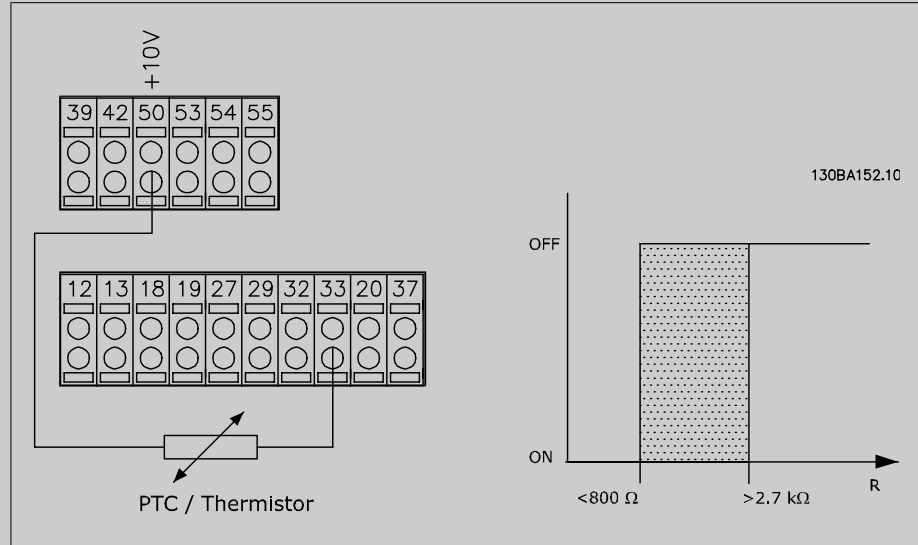 +10V
39 42 50 53 54 55
12 13 18 19 27 29 32 33 20 37
PTC / Thermistor
130BA152.10
OFF
ON
<800 Ω >2.7 kΩ
R